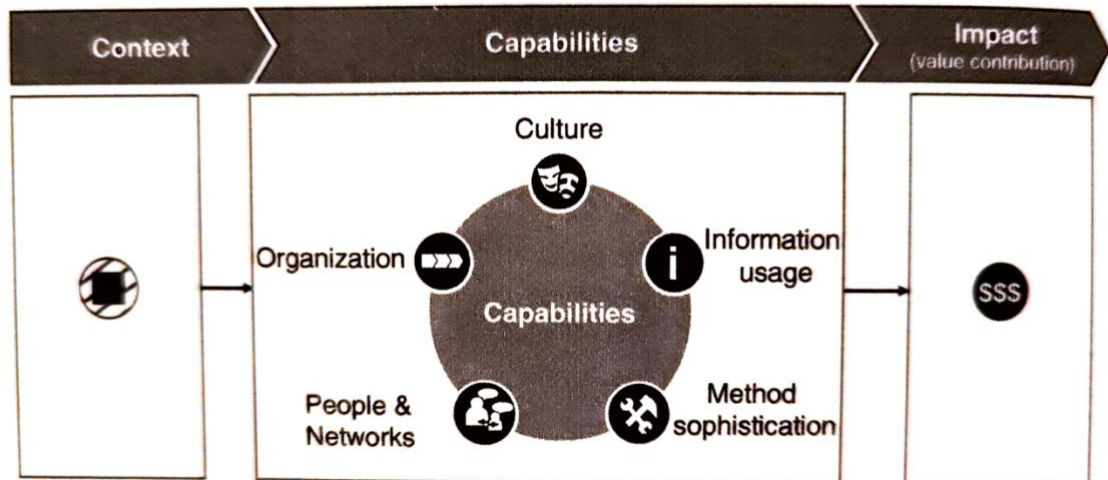 Context
Capabilities
Impact
(value contribution)
Culture
Organization
i
Information
usage
Capabilities
$$$
People &
Networks
Method
sophistication